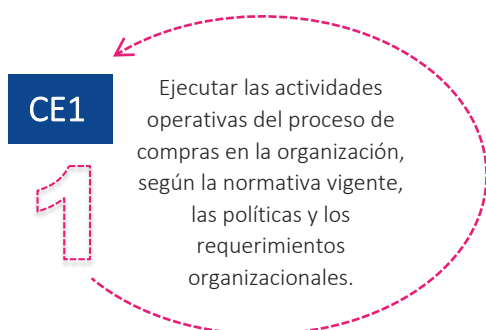 CE1
1
Ejecutar las actividades
operativas del proceso de
compras en la organización,
según la normativa vigente,
las políticas y los
requerimientos
organizacionales.